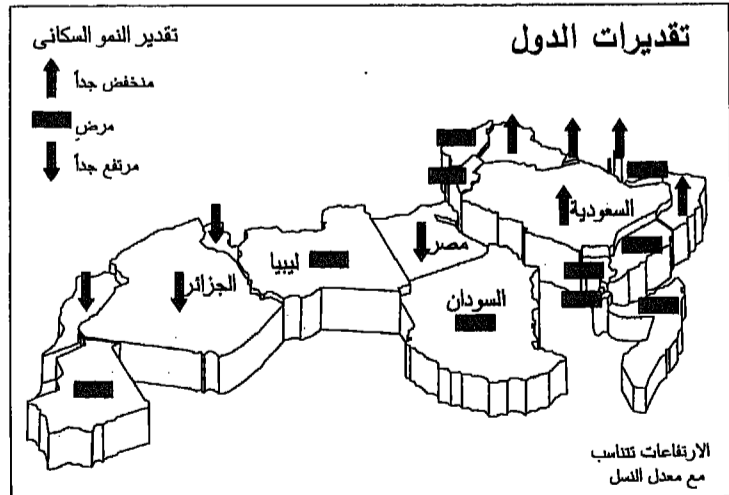 تقديرات الدول
تقدير النمو السكانى
منخفض جداً
مرضٍ
مرتفع جداً
السعودية
مصر
ليبيا
الجزائر
السودان
الارتفاعات تتناسب
مع معدل النسل